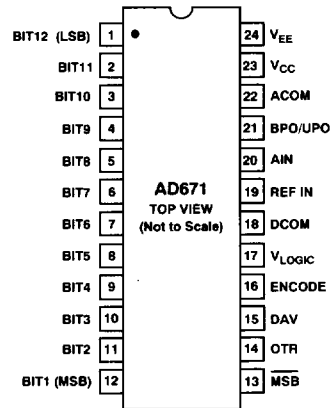 BIT12 (LSB) 1 24 VEE
BIT11 2 23 VCC
BIT10 3 22 ACOM
BIT9 4 21 BPO/UPO
BIT8 5 20 AIN
BIT7 6 19 REF IN
BIT6 7 18 DCOM
BIT5 8 17 VLOGIC
BIT4 9 16 ENCODE
BIT3 10 15 DAV
BIT2 11 14 OTR
BIT1 (MSB) 12 13 M̅S̅B̅
AD671
TOP VIEW
(Not to Scale)